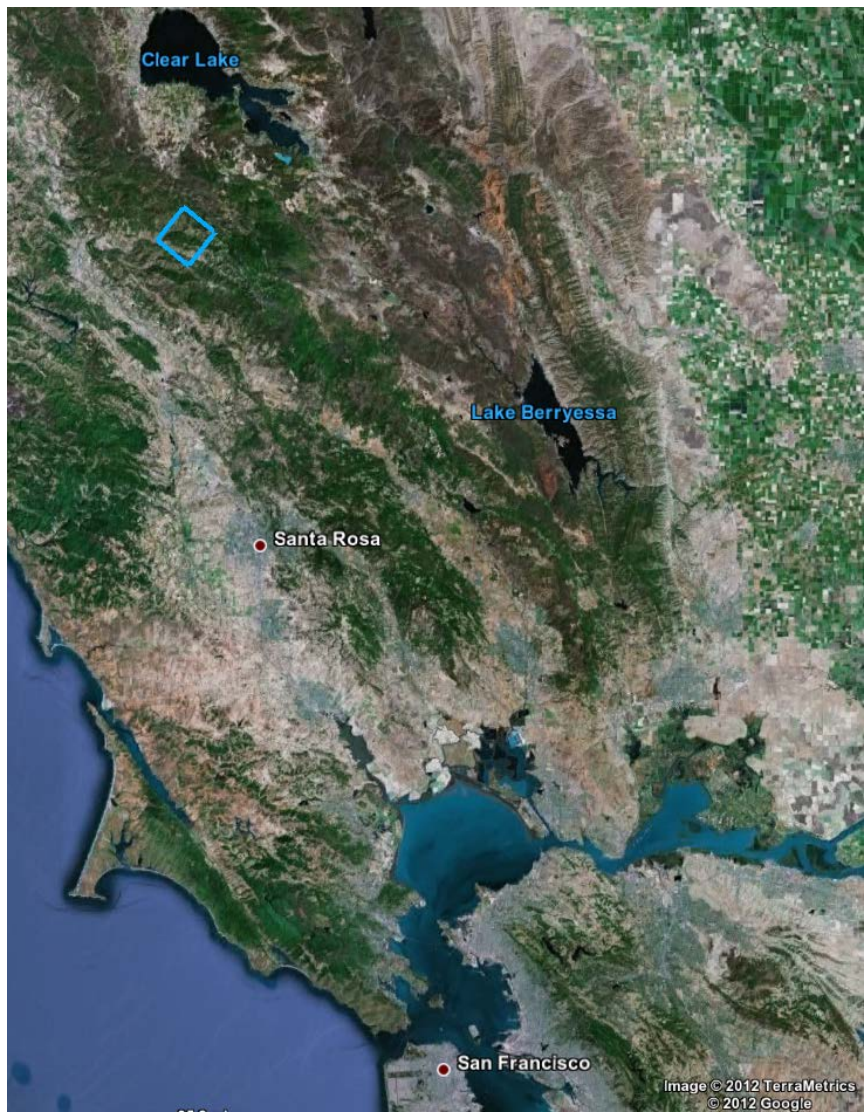 Clear Lake
Lake Berryessa
Santa Rosa
San Francisco
Image © 2012 TerraMetrics
© 2012 Google